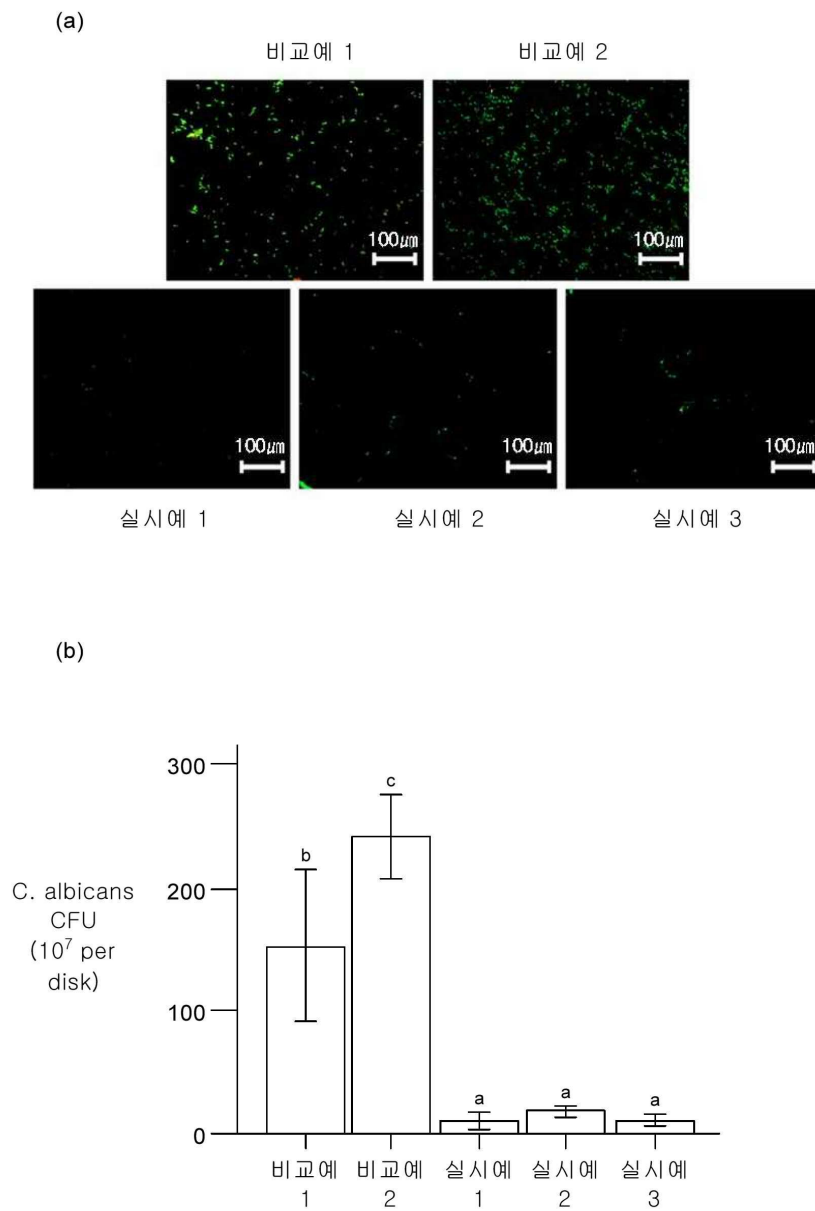 (a)
비교예 1
비교예 2
100㎛
100㎛
100㎛
100㎛
100㎛
실시예 1
실시예 2
실시예 3
(b)
C. albicans
CFU
(10⁷ per
disk)
300
200
100
0
b
c
a
a
a
비교예
1
비교예
2
실시예
1
실시예
2
실시예
3